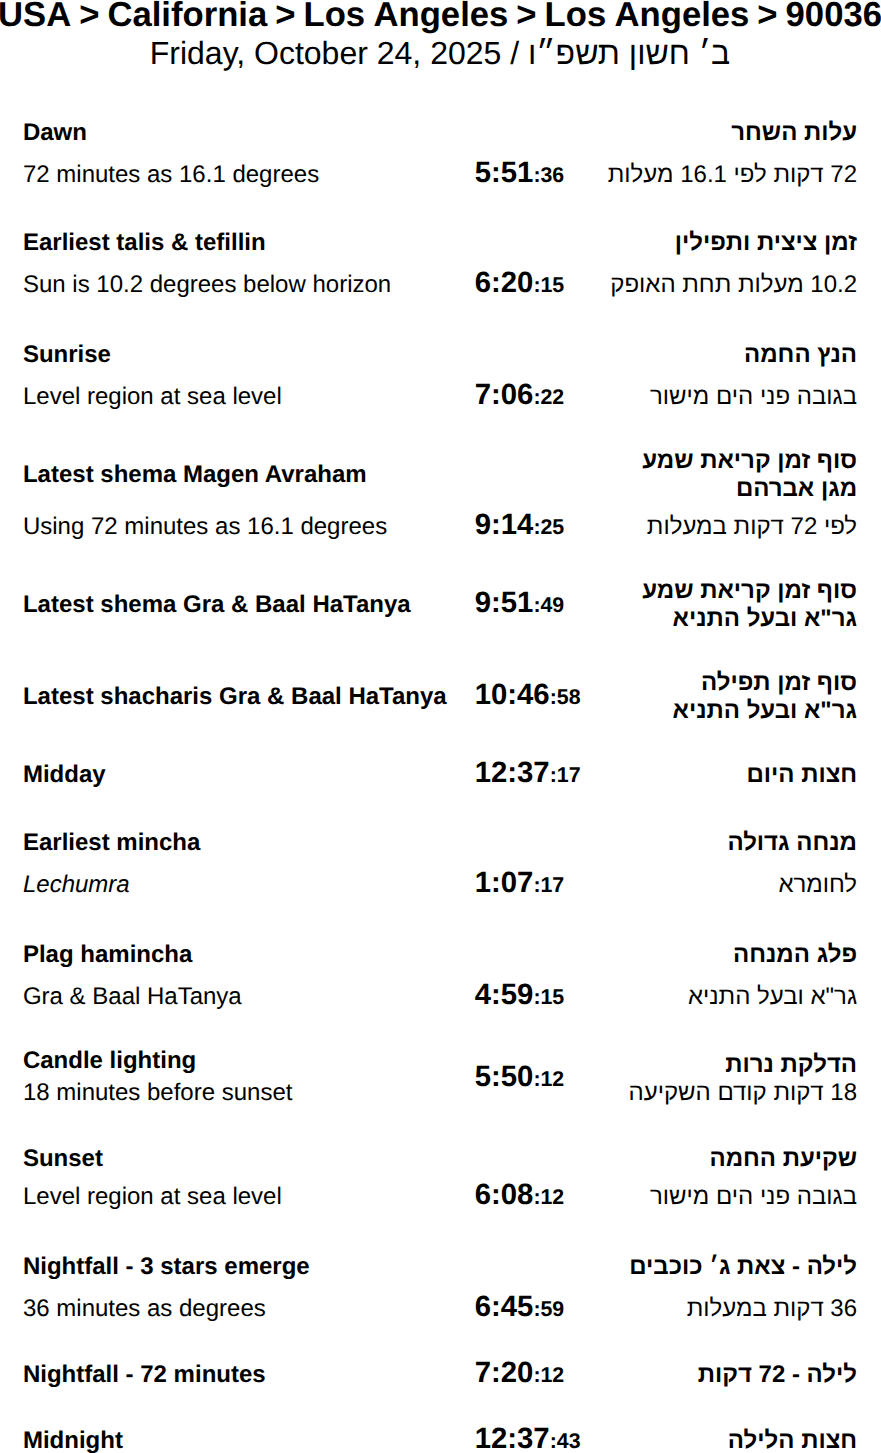 USA > California > Los Angeles > Los Angeles > 90036
Friday, October 24, 2025 / ב׳ חשון תשפ״ו
Dawn עלות השחר
72 minutes as 16.1 degrees 5:51:36 72 דקות לפי 16.1 מעלות
Earliest talis & tefillin זמן ציצית ותפילין
Sun is 10.2 degrees below horizon 6:20:15 10.2 מעלות תחת האופק
Sunrise הנץ החמה
Level region at sea level 7:06:22 בגובה פני הים מישור
Latest shema Magen Avraham סוף זמן קריאת שמע
מגן אברהם
Using 72 minutes as 16.1 degrees 9:14:25 לפי 72 דקות במעלות
Latest shema Gra & Baal HaTanya 9:51:49 סוף זמן קריאת שמע
גר"א ובעל התניא
Latest shacharis Gra & Baal HaTanya 10:46:58 סוף זמן תפילה
גר"א ובעל התניא
Midday 12:37:17 חצות היום
Earliest mincha מנחה גדולה
Lechumra 1:07:17 לחומרא
Plag hamincha פלג המנחה
Gra & Baal HaTanya 4:59:15 גר"א ובעל התניא
Candle lighting הדלקת נרות
18 minutes before sunset 5:50:12 18 דקות קודם השקיעה
Sunset שקיעת החמה
Level region at sea level 6:08:12 בגובה פני הים מישור
Nightfall - 3 stars emerge לילה - צאת ג׳ כוכבים
36 minutes as degrees 6:45:59 36 דקות במעלות
Nightfall - 72 minutes 7:20:12 לילה - 72 דקות
Midnight 12:37:43 חצות הלילה